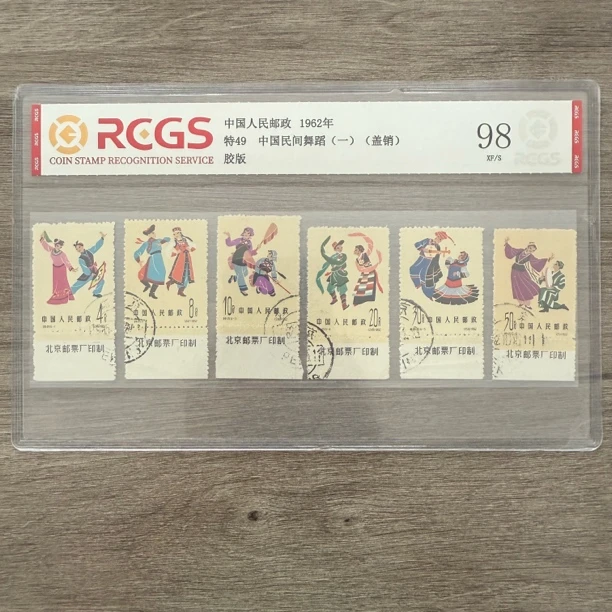 RCGS
COIN STAMP RECOGNITION SERVICE
中国人民邮政 1962年
特49 中国民间舞蹈（一）（盖销）
胶版
98
XF/S
RCGS
4分
中国人民邮政
北京邮票厂印制
8分
中国人民邮政
北京邮票厂印制
10分
中国人民邮政
北京邮票厂印制
20分
中国人民邮政
北京邮票厂印制
30分
中国人民邮政
北京邮票厂印制
50分
中国人民邮政
北京邮票厂印制